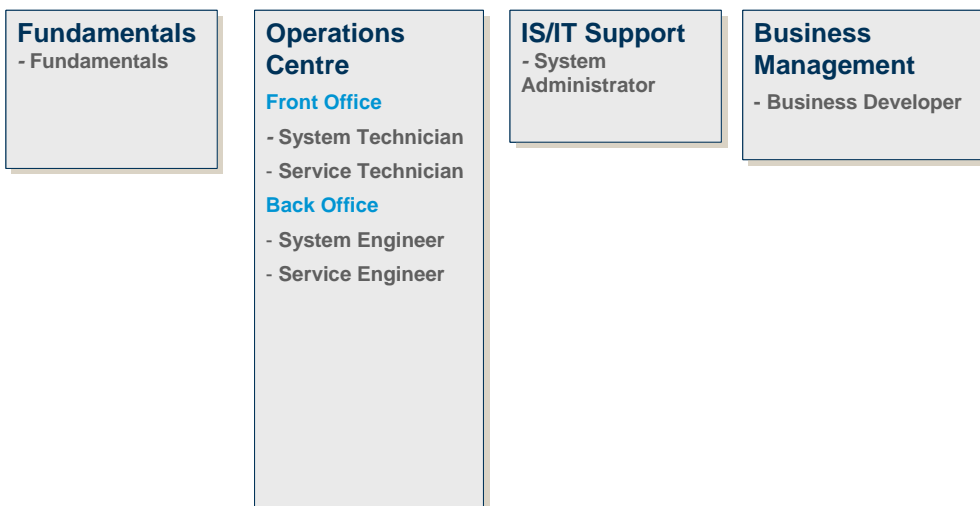 Fundamentals
- Fundamentals
Operations
Centre
Front Office
- System Technician
- Service Technician
Back Office
- System Engineer
- Service Engineer
IS/IT Support
- System
Administrator
Business
Management
- Business Developer